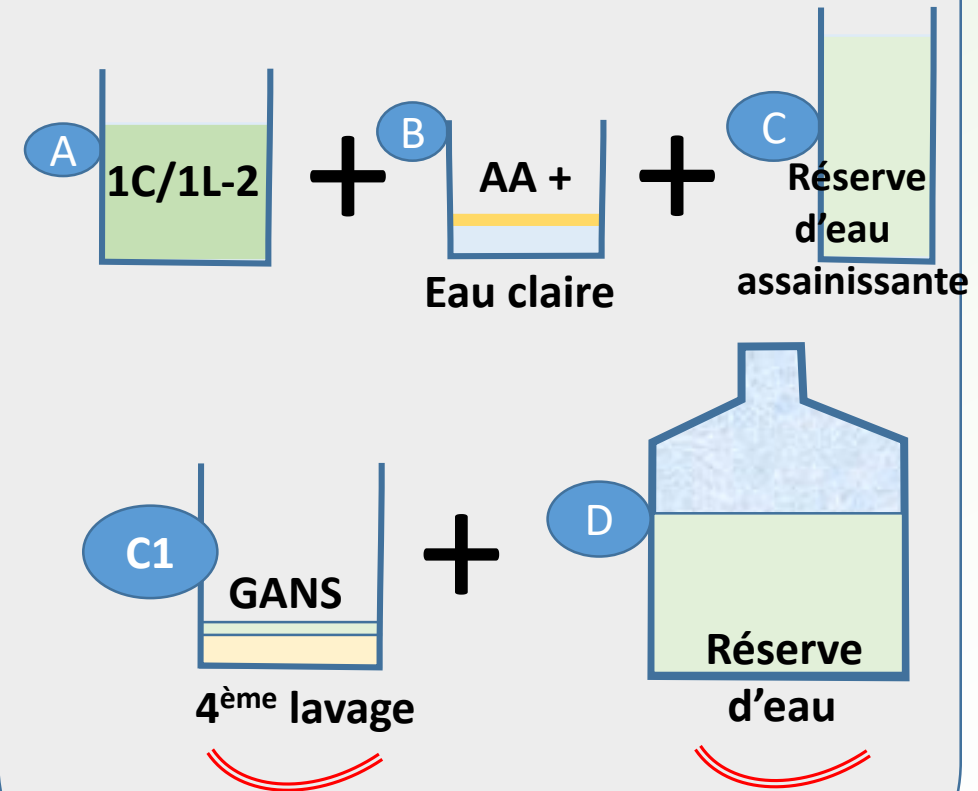 A
1C/1L-2
B
AA +
Eau claire
C
Réserve
d'eau
assainissante
C1
GANS
4ème lavage
D
Réserve
d'eau